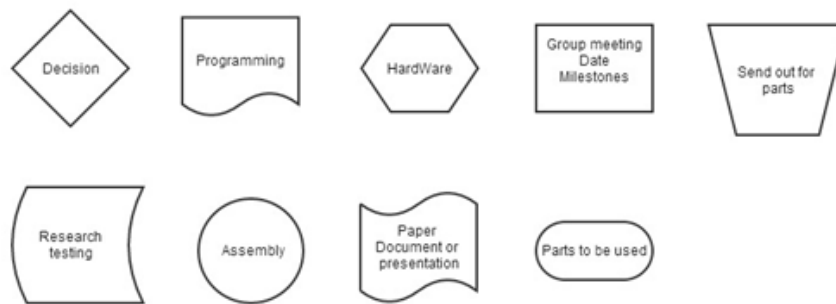 Decision
Programming
HardWare
Group meeting
Date
Milestones
Send out for
parts
Research
testing
Assembly
Paper
Document or
presentation
Parts to be used